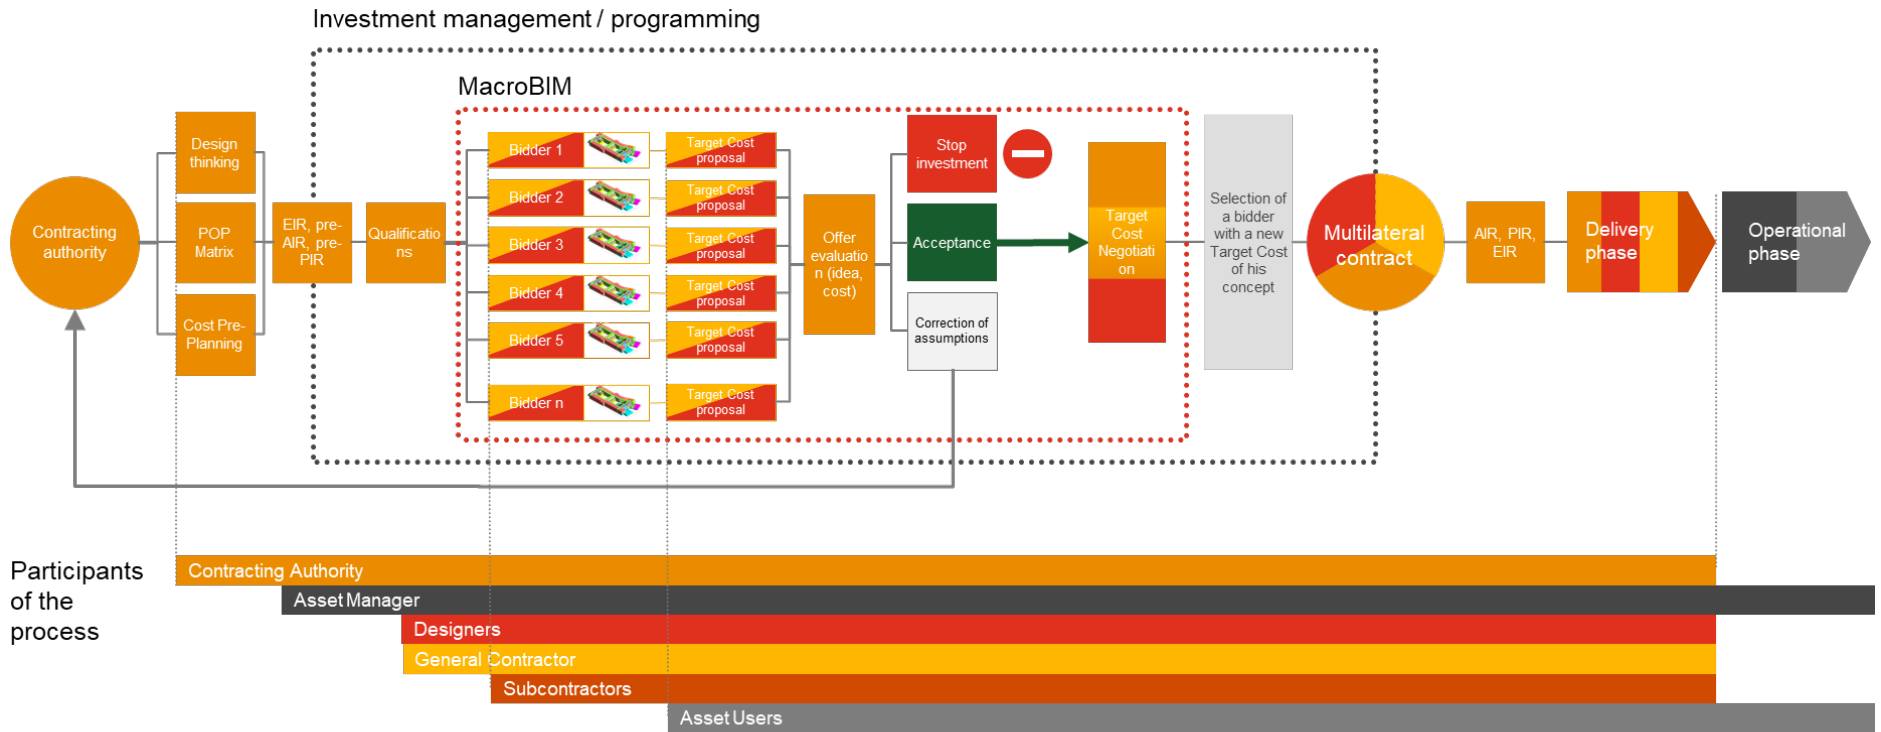 Investment management / programming
MacroBIM
Contracting
authority
Design
thinking
POP
Matrix
Cost Pre-
Planning
EIR, pre-
AIR, pre-
PIR
Qualificatio
ns
Bidder 1
Target Cost
proposal
Bidder 2
Target Cost
proposal
Bidder 3
Target Cost
proposal
Bidder 4
Target Cost
proposal
Bidder 5
Target Cost
proposal
Bidder n
Target Cost
proposal
Offer
evaluatio
n (idea,
cost)
Stop
investment
Acceptance
Correction of
assumptions
Target
Cost
Negotiati
on
Selection of
a bidder
with a new
Target Cost
of his
concept
Multilateral
contract
AIR, PIR,
EIR
Delivery
phase
Operational
phase
Participants
of the
process
Contracting Authority
Asset Manager
Designers
General Contractor
Subcontractors
Asset Users